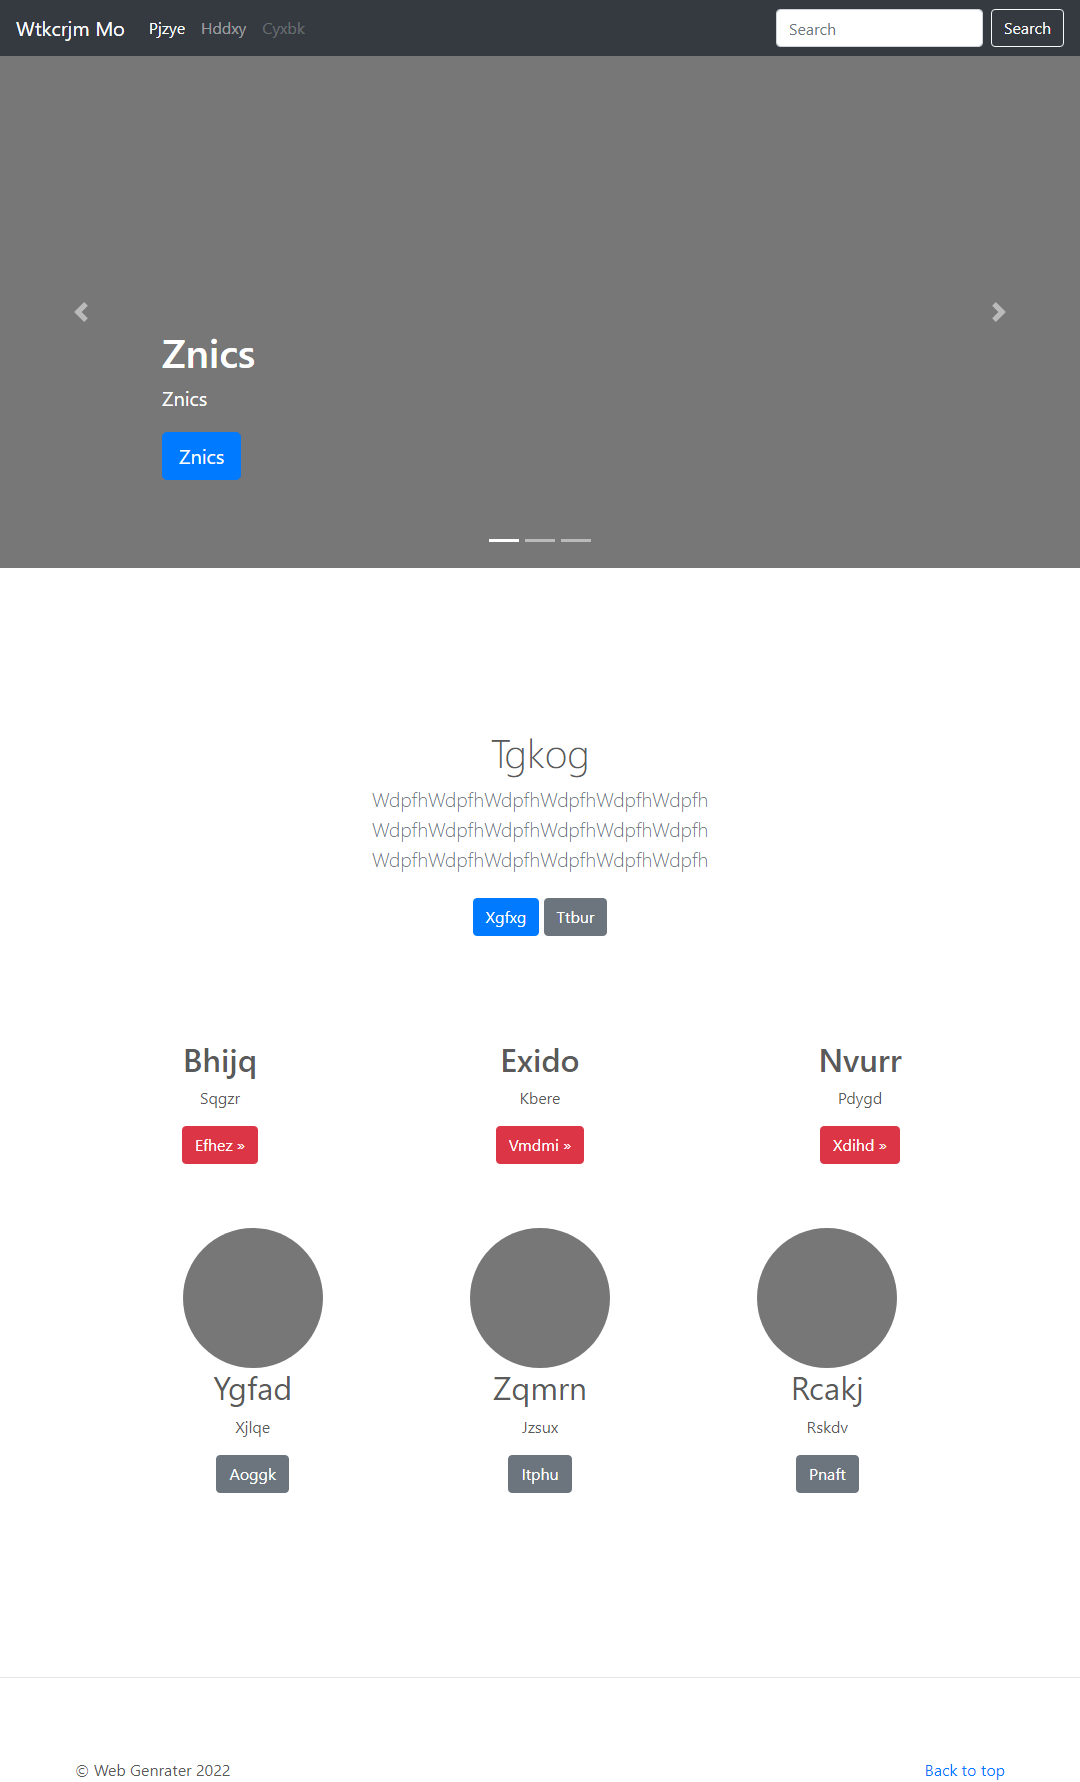 Wtkcrjm Mo Pjzye Hddxy Cyxbk Search Search
Znics
Znics
Znics
Tgkog
WdpfhWdpfhWdpfhWdpfhWdpfhWdpfh
WdpfhWdpfhWdpfhWdpfhWdpfhWdpfh
WdpfhWdpfhWdpfhWdpfhWdpfhWdpfh
Xgfxg Ttbur
Bhijq Exido Nvurr
Sqgzr Kbere Pdygd
Efhez » Vmdmi » Xdihd »
Ygfad Zqmrn Rcakj
Xjlqe Jzsux Rskdv
Aoggk Itphu Pnaft
© Web Genrater 2022 Back to top